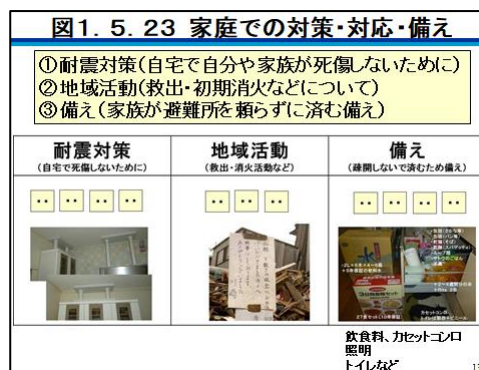 図1．5．23 家庭での対策・対応・備え
①耐震対策(自宅で自分や家族が死傷しないために)
②地域活動(救出・初期消火などについて)
③備え(家族が避難所を頼らずに済む備え)
耐震対策
(自宅で死傷しないために)
地域活動
(救出・消火活動など)
備え
(疎開しないで済むため備え)
飲食料、カセットコンロ
照明
トイレなど